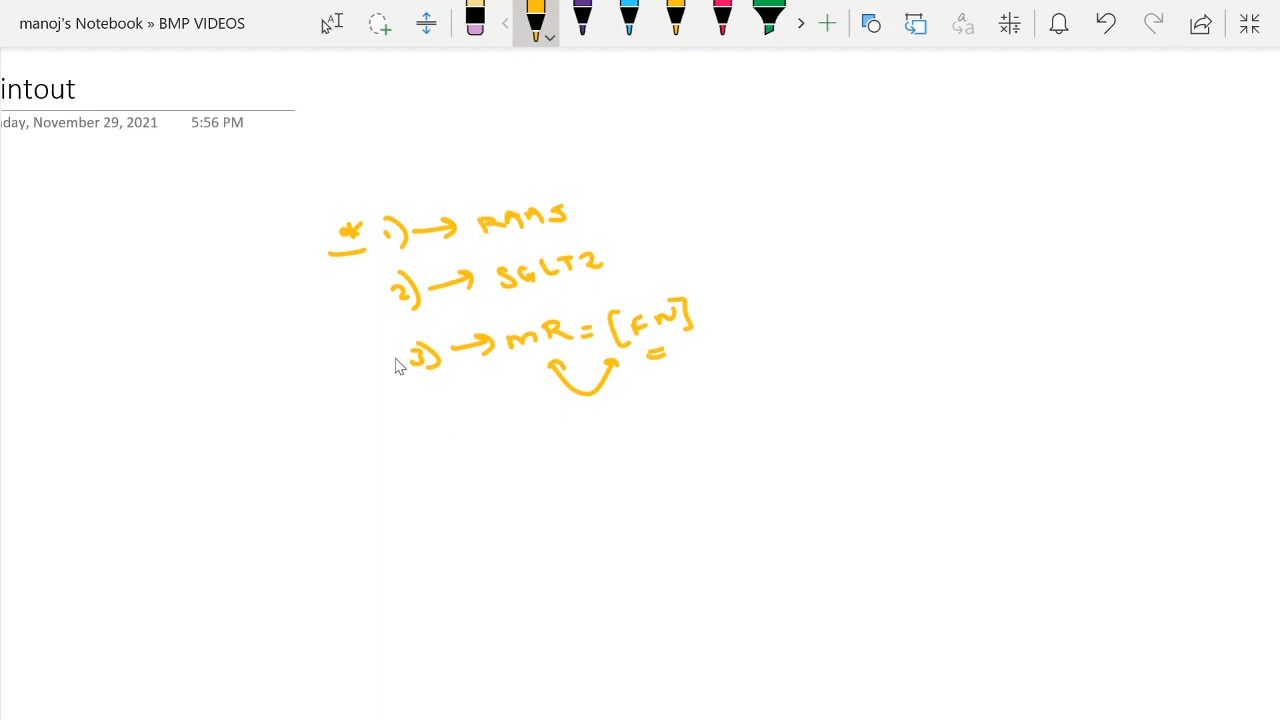 manoj's Notebook » BMP VIDEOS
intout
day, November 29, 2021 5:56 PM
* 1) → RAAS
2) → SGLT2
3) → MR = [FN]